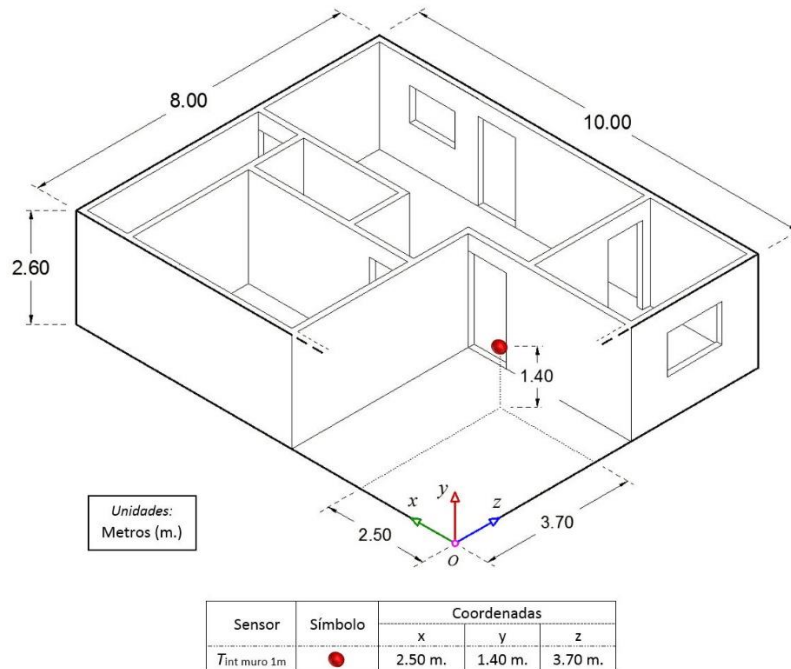 8.00
10.00
2.60
1.40
x
y
z
2.50
3.70
O
Unidades:
Metros (m.)
Sensor Símbolo Coordenadas
x y z
Tint muro 1m 2.50 m. 1.40 m. 3.70 m.